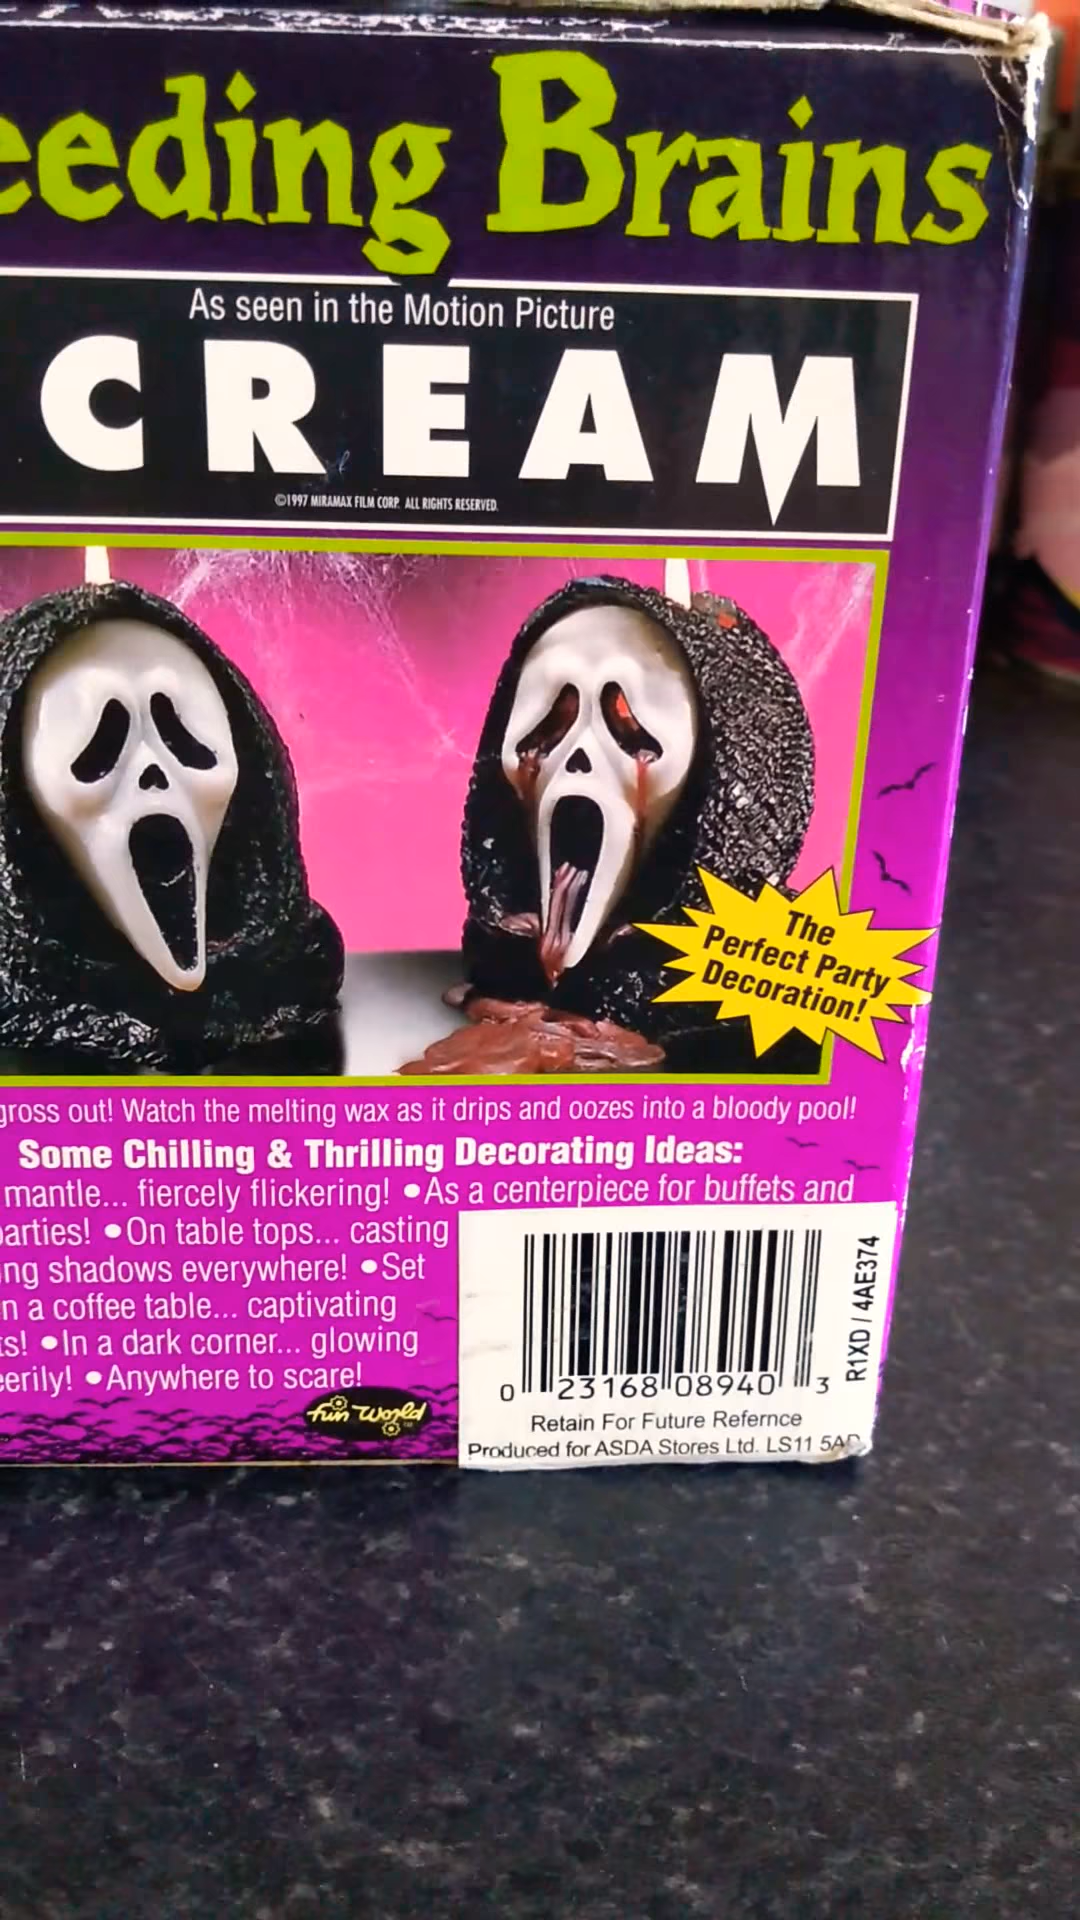 eeding Brains
As seen in the Motion Picture
CREAM
©1997 MIRAMAX FILM CORP. ALL RIGHTS RESERVED.
The
Perfect Party
Decoration!
gross out! Watch the melting wax as it drips and oozes into a bloody pool!
Some Chilling & Thrilling Decorating Ideas:
mantle... fiercely flickering! •As a centerpiece for buffets and
parties! •On table tops... casting
ng shadows everywhere! •Set
n a coffee table... captivating
ts! •In a dark corner... glowing
eerily! •Anywhere to scare!
fun world
TM
R1XD / 4AE374
0 23168 08940 3
Retain For Future Refernce
Produced for ASDA Stores Ltd. LS11 5AD